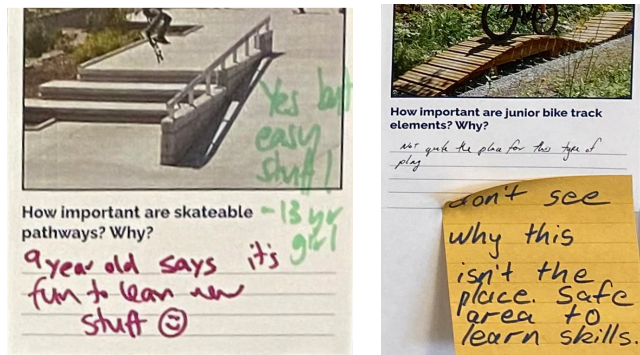 Yes but
easy
stuff!
- 13 yr
girl
How important are skateable
pathways? Why?
9 year old says it's
fun to lean new
stuff
How important are junior bike track
elements? Why?
Not quite the place for this type of
play
don't see
why this
isn't the
place. Safe
area to
learn skills.